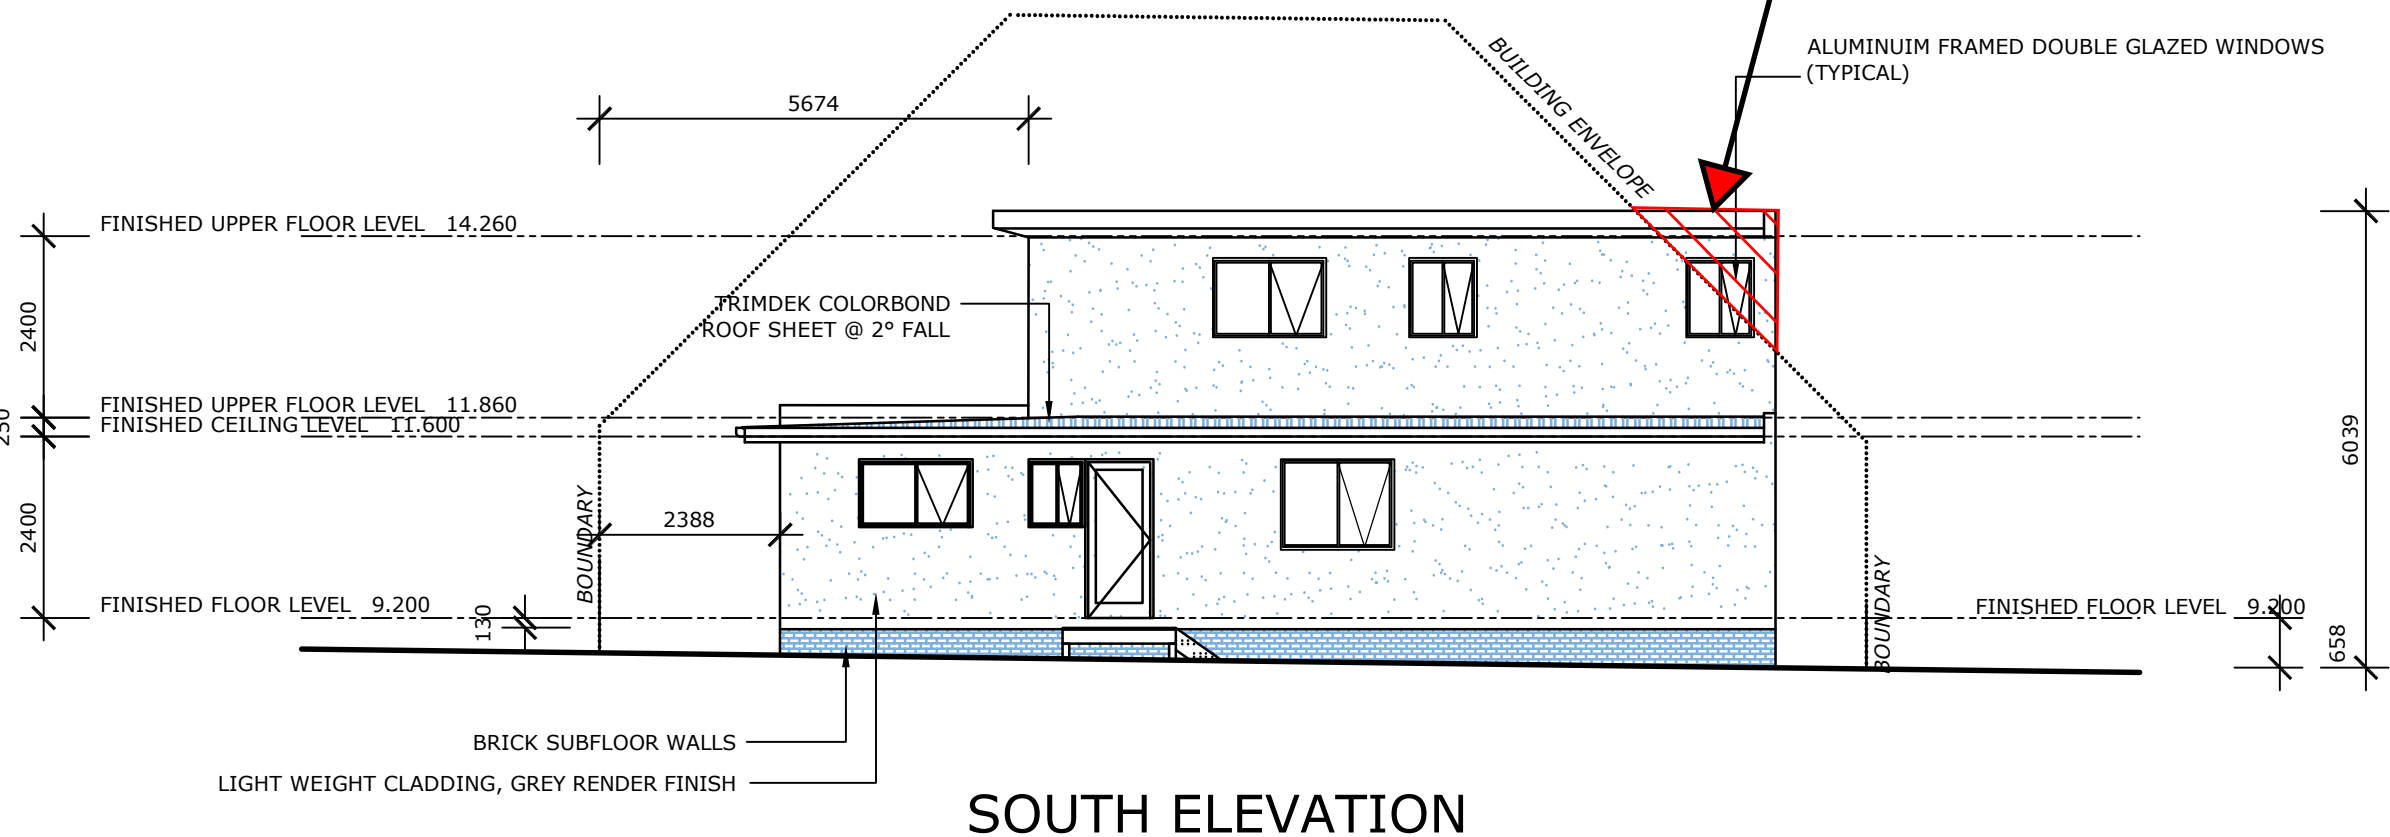 ALUMINUIM FRAMED DOUBLE GLAZED WINDOWS
(TYPICAL)
BUILDING ENVELOPE
5674
FINISHED UPPER FLOOR LEVEL 14.260
2400
TRIMDEK COLORBOND
ROOF SHEET @ 2° FALL
FINISHED UPPER FLOOR LEVEL 11.860
FINISHED CEILING LEVEL 11.600
250
6039
2400
2388
BOUNDARY
FINISHED FLOOR LEVEL 9.200
130
BOUNDARY
FINISHED FLOOR LEVEL 9.200
658
BRICK SUBFLOOR WALLS
LIGHT WEIGHT CLADDING, GREY RENDER FINISH
SOUTH ELEVATION